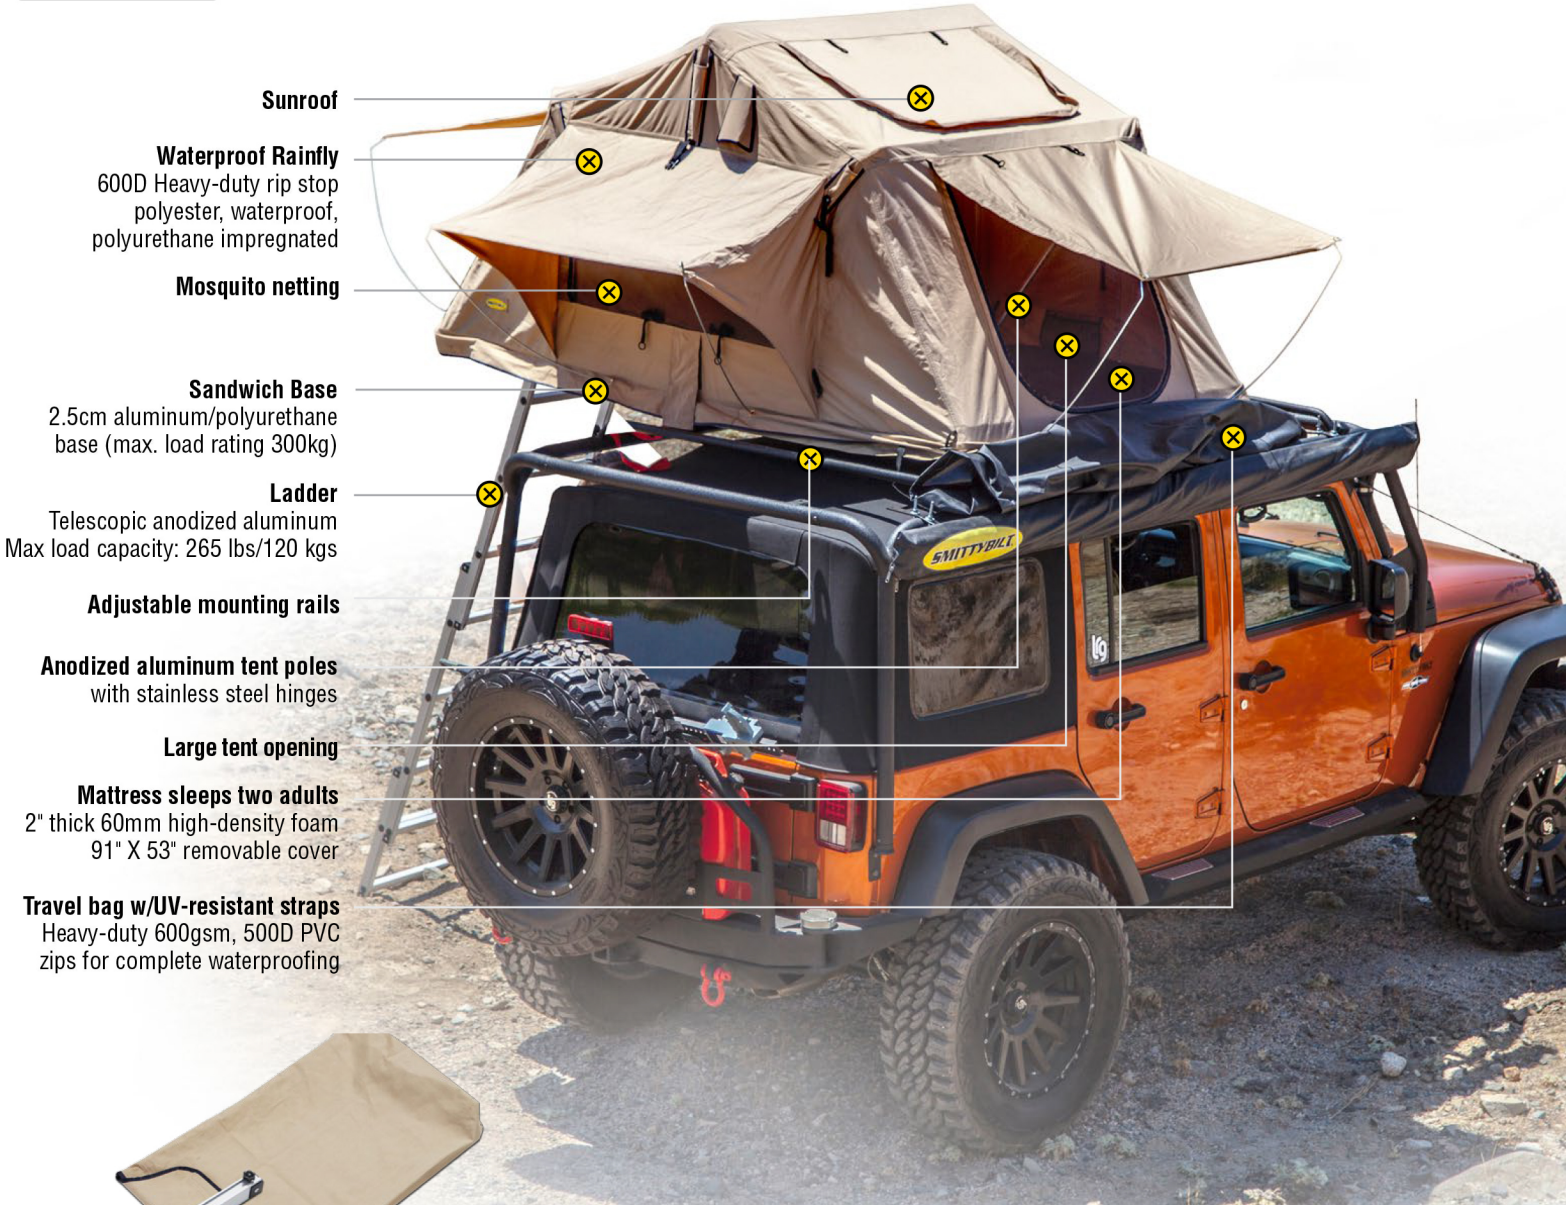 Sunroof
Waterproof Rainfly
600D Heavy-duty rip stop
polyester, waterproof,
polyurethane impregnated
Mosquito netting
Sandwich Base
2.5cm aluminum/polyurethane
base (max. load rating 300kg)
Ladder
Telescopic anodized aluminum
Max load capacity: 265 lbs/120 kgs
Adjustable mounting rails
Anodized aluminum tent poles
with stainless steel hinges
Large tent opening
Mattress sleeps two adults
2" thick 60mm high-density foam
91" X 53" removable cover
Travel bag w/UV-resistant straps
Heavy-duty 600gsm, 500D PVC
zips for complete waterproofing
SMITTYBILT
lrg